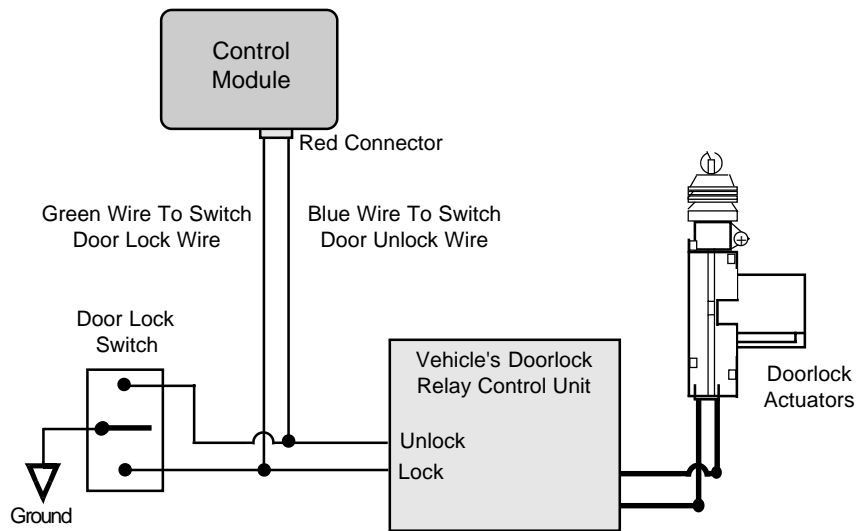 Control
Module
Red Connector
Green Wire To Switch
Door Lock Wire
Blue Wire To Switch
Door Unlock Wire
Door Lock
Switch
Vehicle's Doorlock
Relay Control Unit
Doorlock
Actuators
Unlock
Lock
Ground